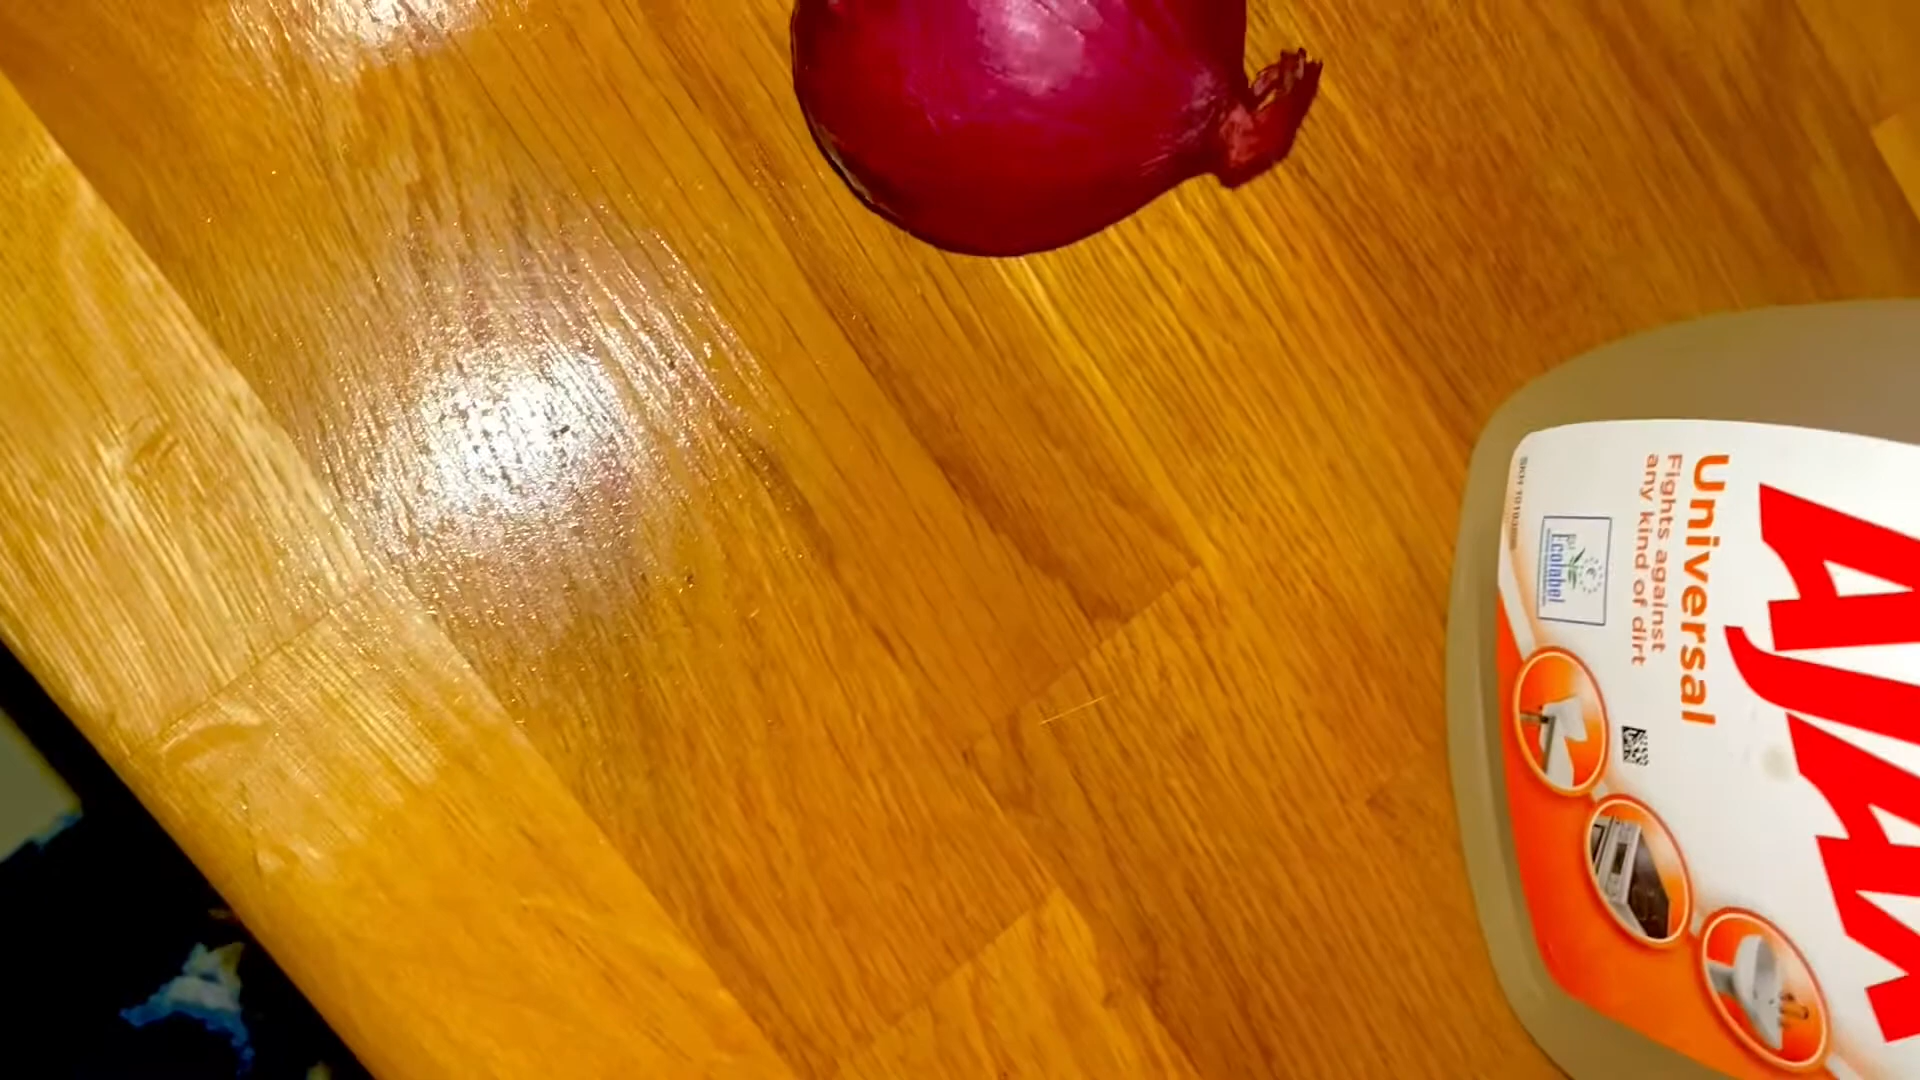 AJAX
Universal
Fights against
any kind of dirt
Ecolabel